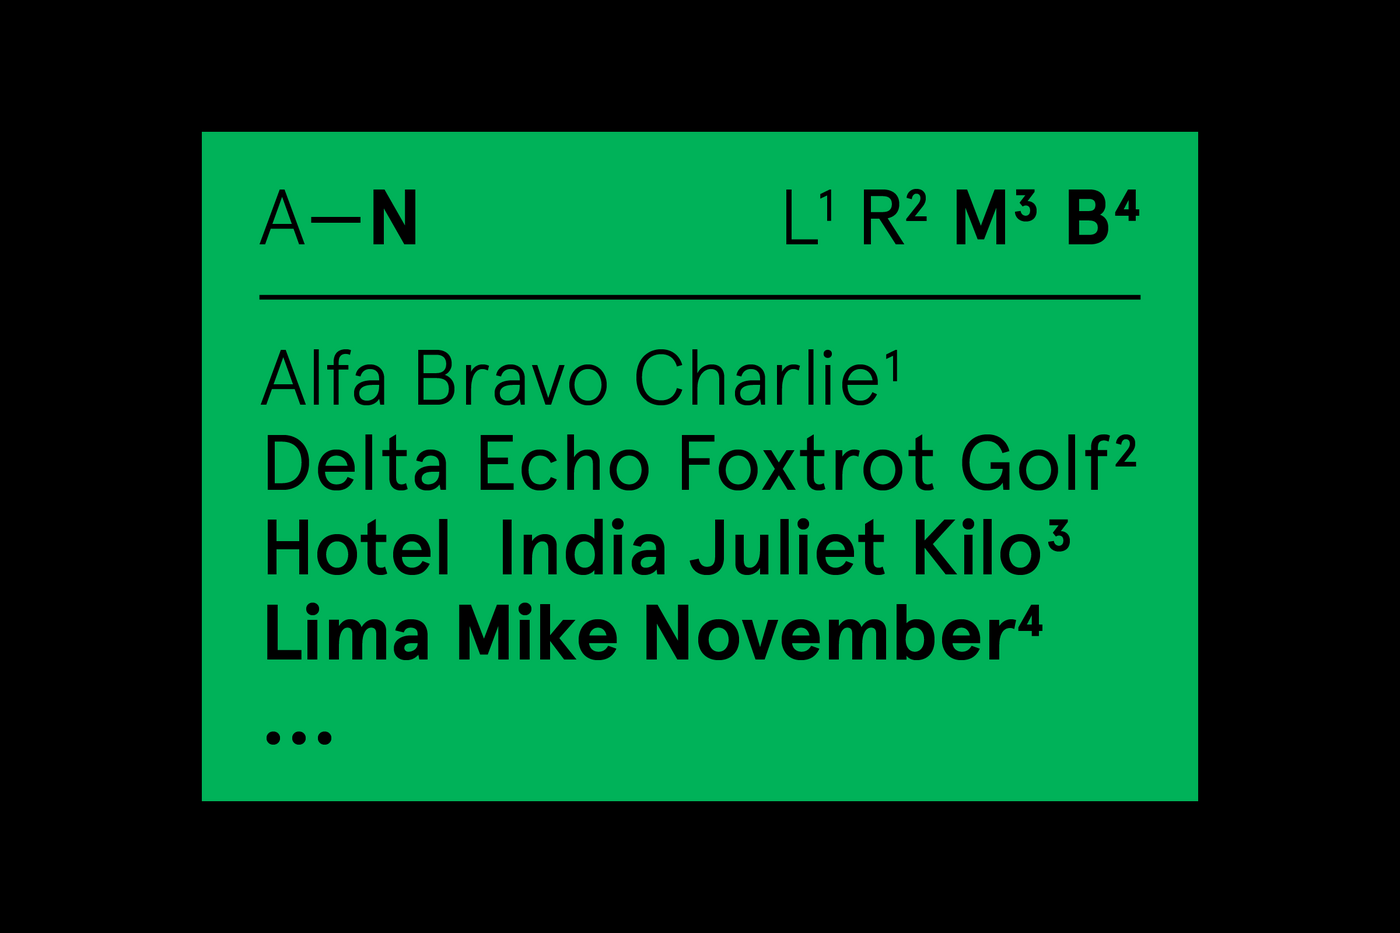 A—N
L¹ R² M³ B⁴
Alfa Bravo Charlie¹
Delta Echo Foxtrot Golf²
Hotel  India Juliet Kilo³
Lima Mike November⁴
...